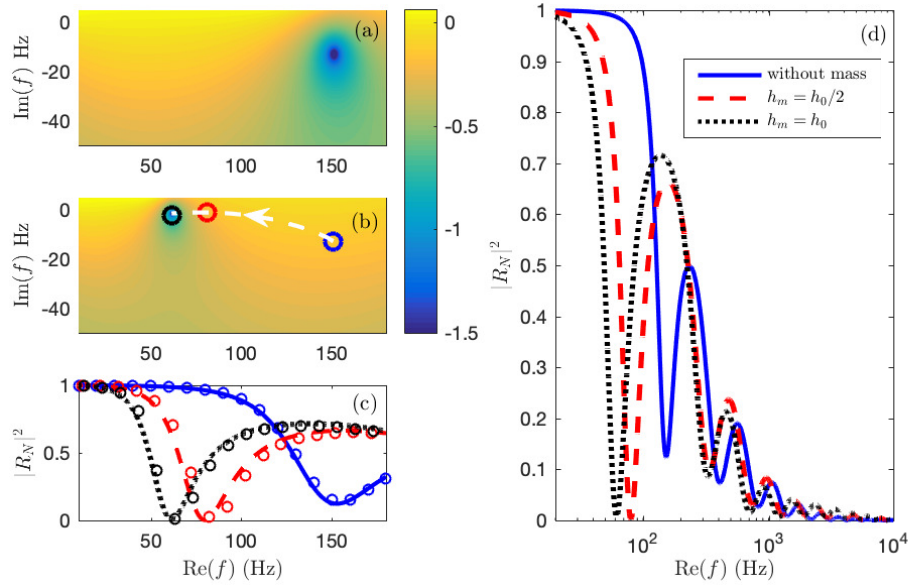 (a)
Im(f) Hz
0
-20
-40
50
100
150
(b)
Im(f) Hz
0
-20
-40
50
100
150
0
-0.5
-1
-1.5
(c)
|R_N|^2
1
0.5
0
50
100
150
Re(f) (Hz)
(d)
|R_N|^2
1
0.9
0.8
0.7
0.6
0.5
0.4
0.3
0.2
0.1
0
without mass
h_m = h_0/2
h_m = h_0
10^2
10^3
10^4
Re(f) (Hz)